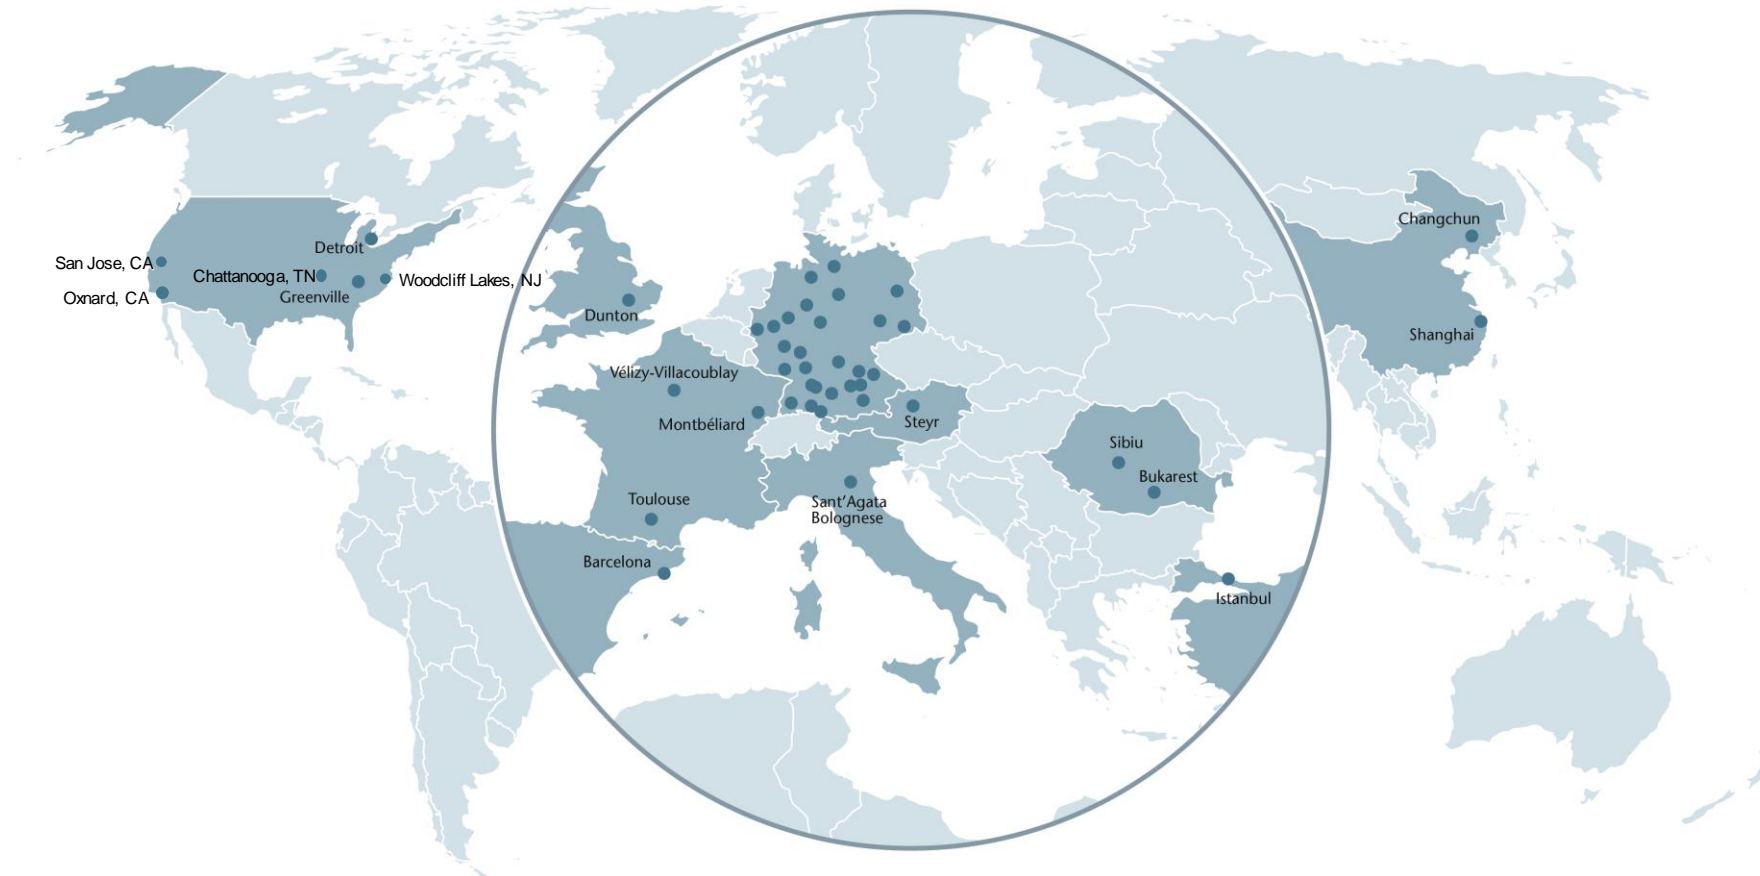 Detroit
San Jose, CA
Chattanooga, TN
Woodcliff Lakes, NJ
Oxnard, CA
Greenville
Dunton
Vélizy-Villacoublay
Montbéliard
Toulouse
Barcelona
Steyr
Sant'Agata
Bolognese
Sibiu
Bukarest
Istanbul
Changchun
Shanghai